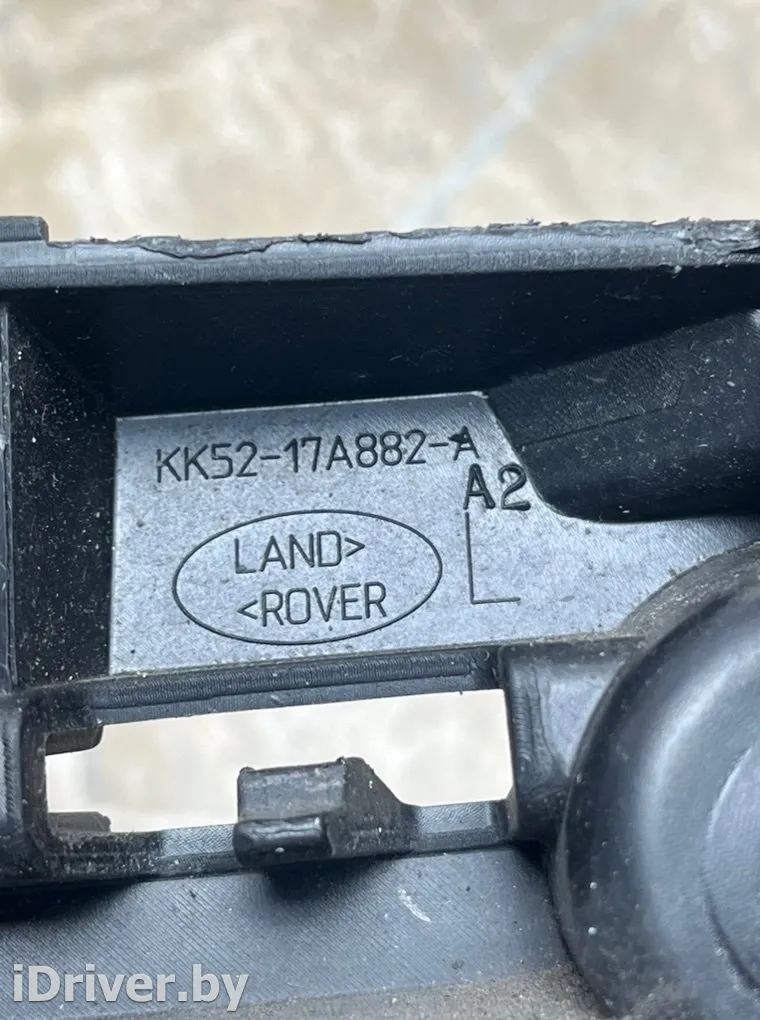 KK52-17A882-A
A2
LAND>
<ROVER
L
iDriver.by